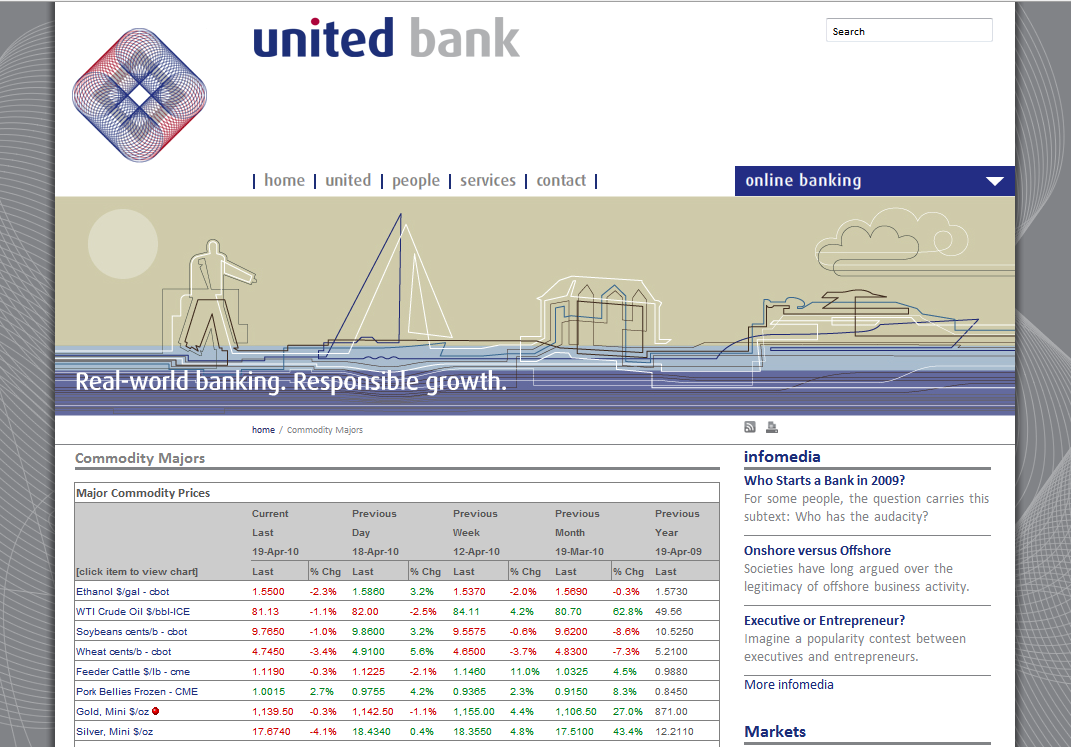 united bank
Search
home united people services contact
online banking
Real-world banking. Responsible growth.
home / Commodity Majors
Commodity Majors
Major Commodity Prices
Current Previous Previous Previous Previous
Last Day Week Month Year
19-Apr-10 18-Apr-10 12-Apr-10 19-Mar-10 19-Apr-09
[click item to view chart] Last % Chg Last % Chg Last % Chg Last % Chg Last
Ethanol $/gal - cbot 1.5500 -2.3% 1.5860 3.2% 1.5370 -2.0% 1.5690 -0.3% 1.5730
WTI Crude Oil $/bbl-ICE 81.13 -1.1% 82.00 -2.5% 84.11 4.2% 80.70 62.8% 49.56
Soybeans cents/b - cbot 9.7650 -1.0% 9.8600 3.2% 9.5575 -0.6% 9.6200 -8.6% 10.5250
Wheat cents/b - cbot 4.7450 -3.4% 4.9100 5.6% 4.6500 -3.7% 4.8300 -7.3% 5.2100
Feeder Cattle $/lb - cme 1.1190 -0.3% 1.1225 -2.1% 1.1460 11.0% 1.0325 4.5% 0.9880
Pork Bellies Frozen - CME 1.0015 2.7% 0.9755 4.2% 0.9365 2.3% 0.9150 8.3% 0.8450
Gold, Mini $/oz 1,139.50 -0.3% 1,142.50 -1.1% 1,155.00 4.4% 1,106.50 27.0% 871.00
Silver, Mini $/oz 17.6740 -4.1% 18.4340 0.4% 18.3550 4.8% 17.5100 43.4% 12.2110
infomedia
Who Starts a Bank in 2009?
For some people, the question carries this
subtext: Who has the audacity?
Onshore versus Offshore
Societies have long argued over the
legitimacy of offshore business activity.
Executive or Entrepreneur?
Imagine a popularity contest between
executives and entrepreneurs.
More infomedia
Markets